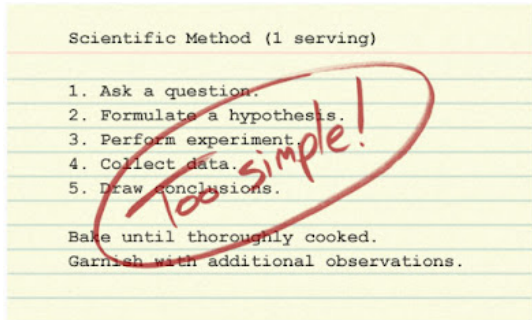 Scientific Method (1 serving)
1. Ask a question.
2. Formulate a hypothesis.
3. Perform experiment.
4. Collect data.
5. Draw conclusions.
Too simple!
Bake until thoroughly cooked.
Garnish with additional observations.